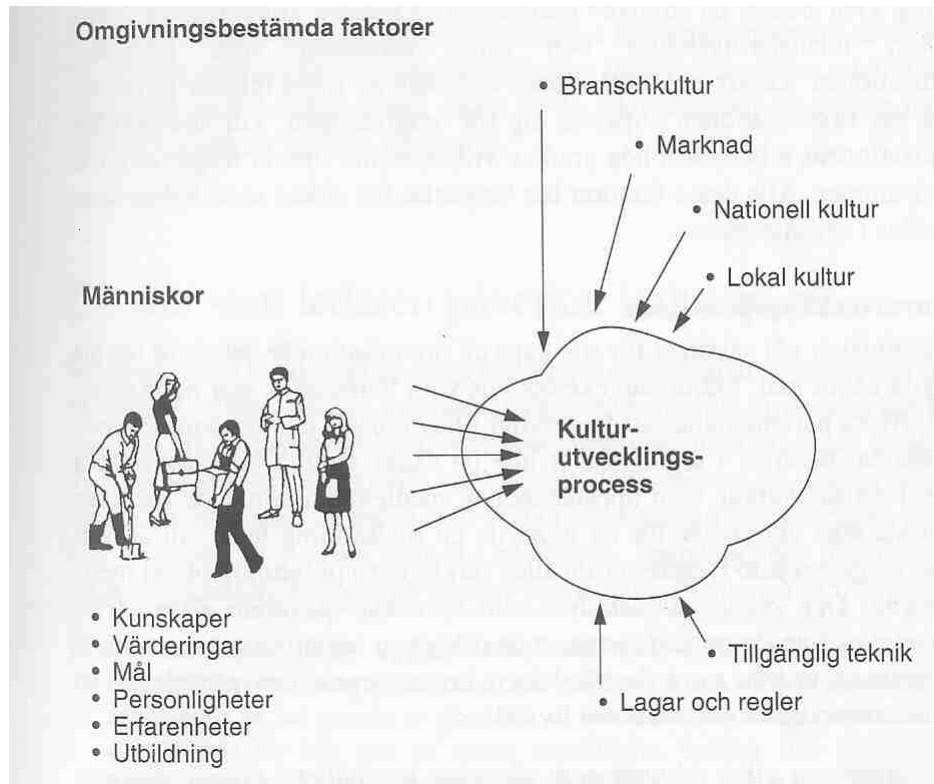 Omgivningsbestämda faktorer
• Branschkultur
• Marknad
• Nationell kultur
• Lokal kultur
Människor
Kultur-
utvecklings-
process
• Kunskaper
• Värderingar
• Mål
• Personligheter
• Erfarenheter
• Utbildning
• Tillgänglig teknik
• Lagar och regler